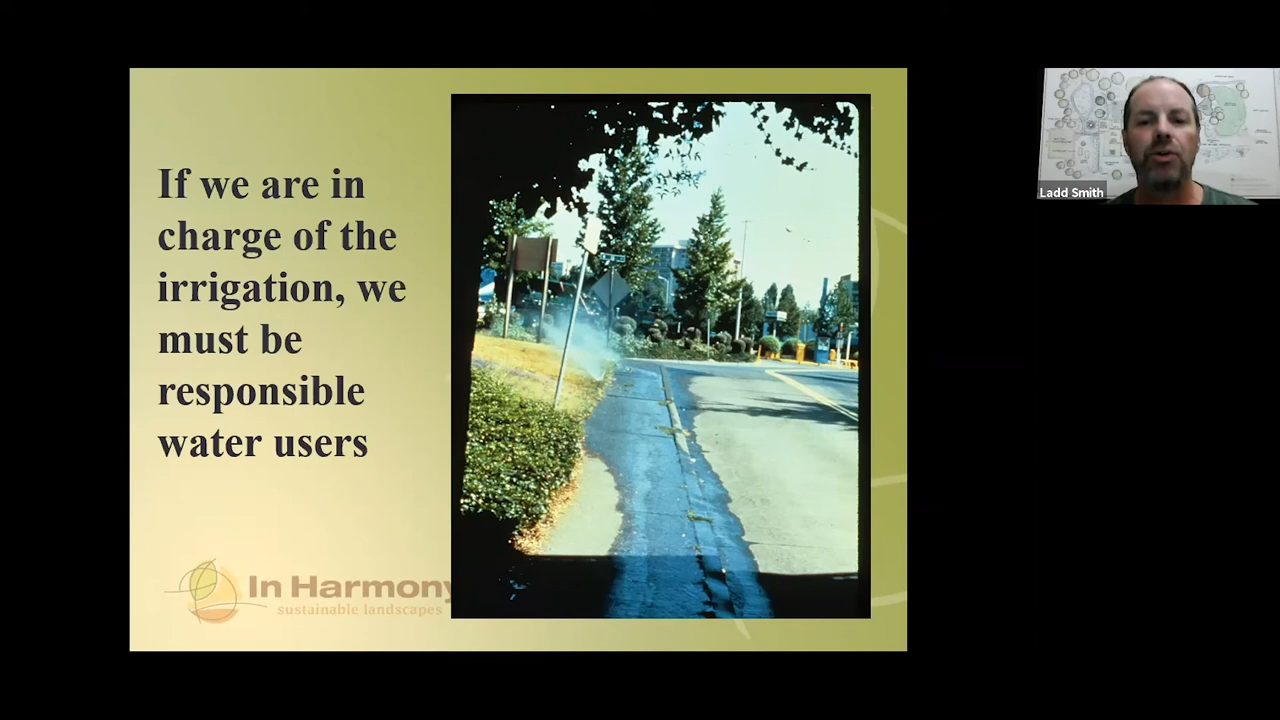 If we are in
charge of the
irrigation, we
must be
responsible
water users
In Harmony
sustainable landscapes
Ladd Smith